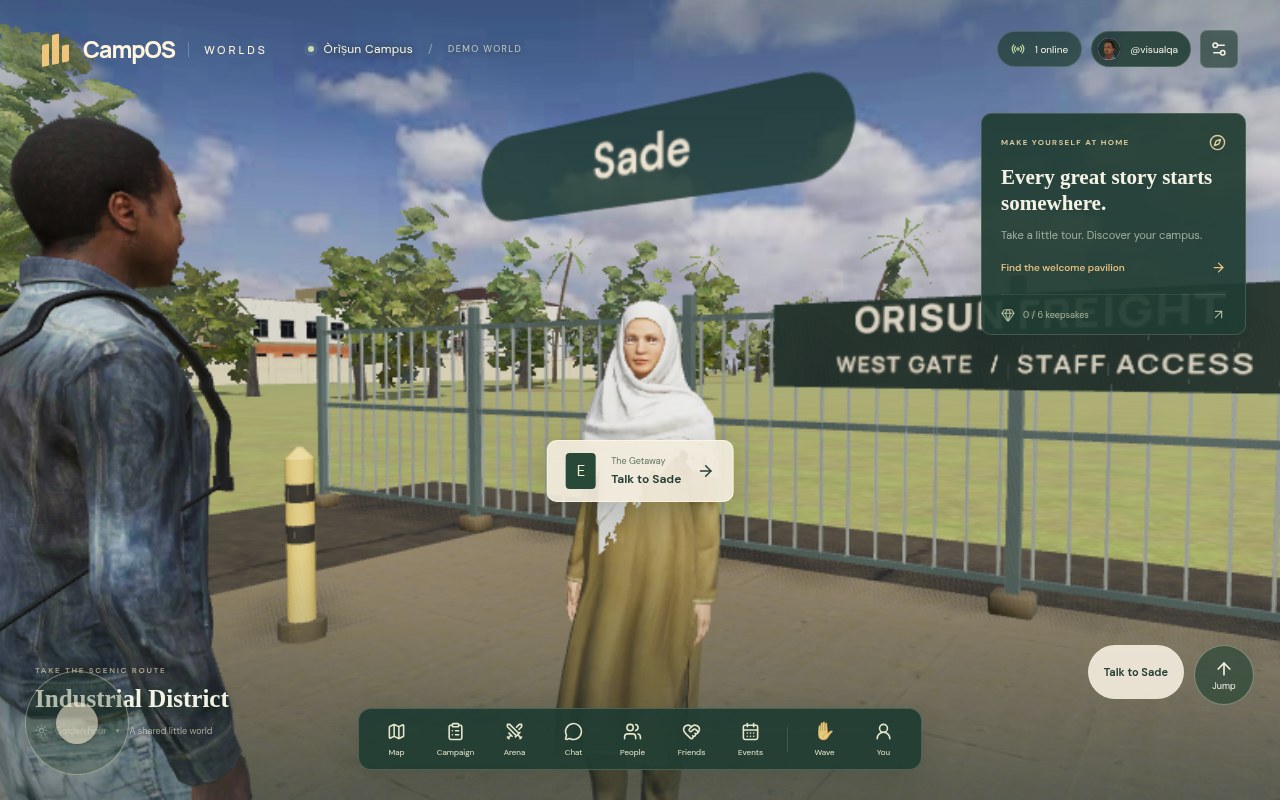 CampOS
WORLDS
Òrìṣun Campus / DEMO WORLD
1 online
@visualqa
Sade
MAKE YOURSELF AT HOME
Every great story starts
somewhere.
Take a little tour. Discover your campus.
Find the welcome pavilion
0 / 6 keepsakes
ORISUN FREIGHT
WEST GATE / STAFF ACCESS
E
The Getaway
Talk to Sade
TAKE THE SCENIC ROUTE
Industrial District
Golden hour • A shared little world
Talk to Sade
Jump
Map
Campaign
Arena
Chat
People
Friends
Events
Wave
You